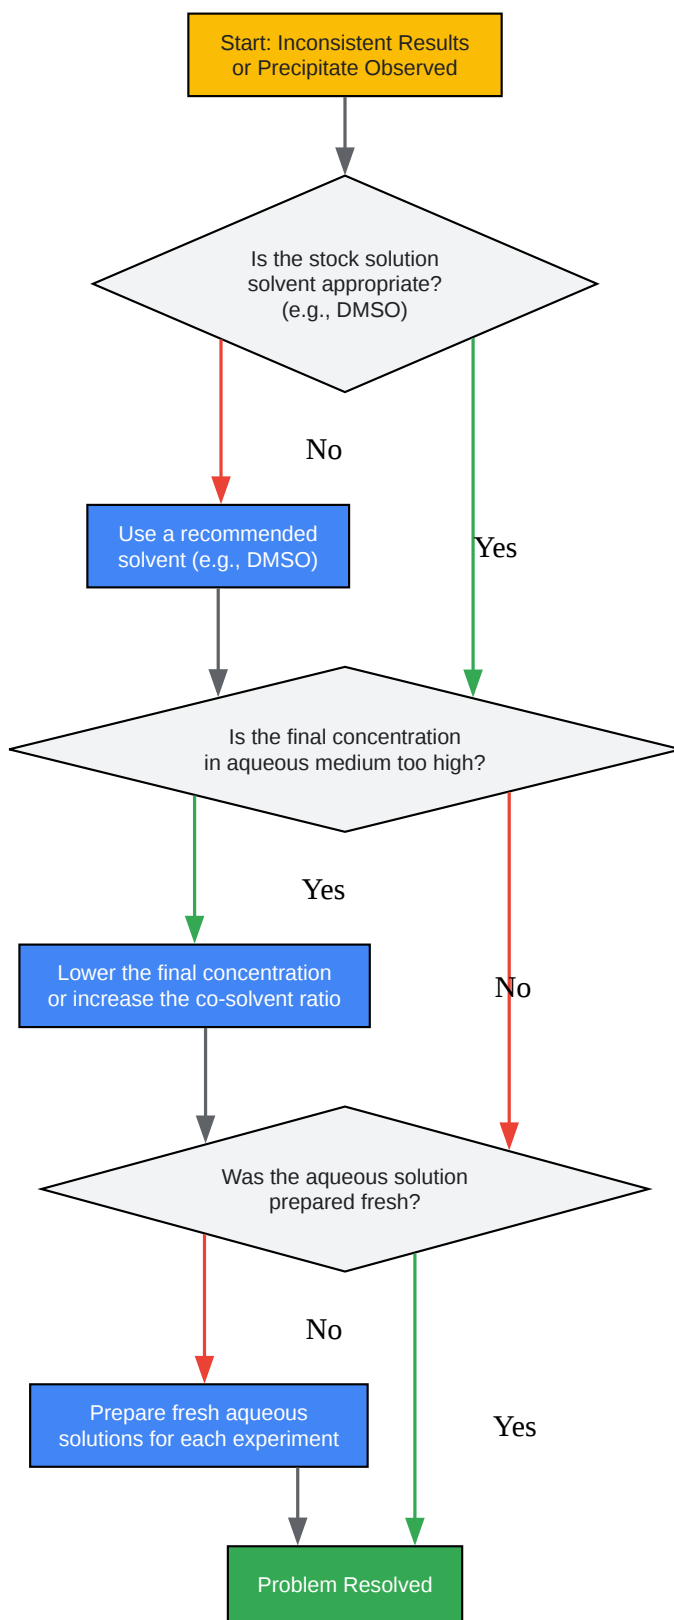 Start: Inconsistent Results
or Precipitate Observed
Is the stock solution
solvent appropriate?
(e.g., DMSO)
No
Use a recommended
solvent (e.g., DMSO)
Yes
Is the final concentration
in aqueous medium too high?
Yes
Lower the final concentration
or increase the co-solvent ratio
No
Was the aqueous solution
prepared fresh?
No
Prepare fresh aqueous
solutions for each experiment
Yes
Problem Resolved